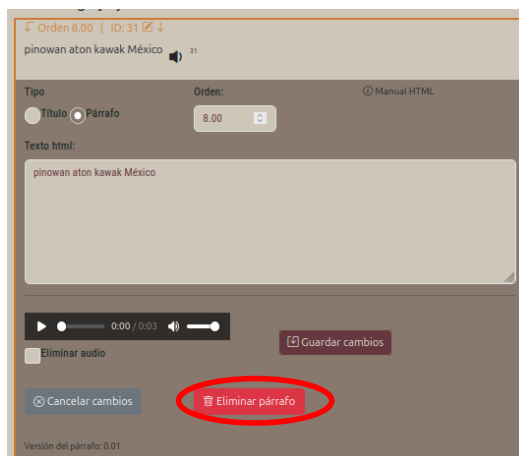 Orden 8.00 | ID: 31
pinowan aton kawak México 31
Tipo
Orden:
Manual HTML
Título Párrafo
8.00
Texto html:
pinowan aton kawak México
0:00 / 0:03
Guardar cambios
Eliminar audio
Cancelar cambios
Eliminar párrafo
Versión del párrafo: 0.01